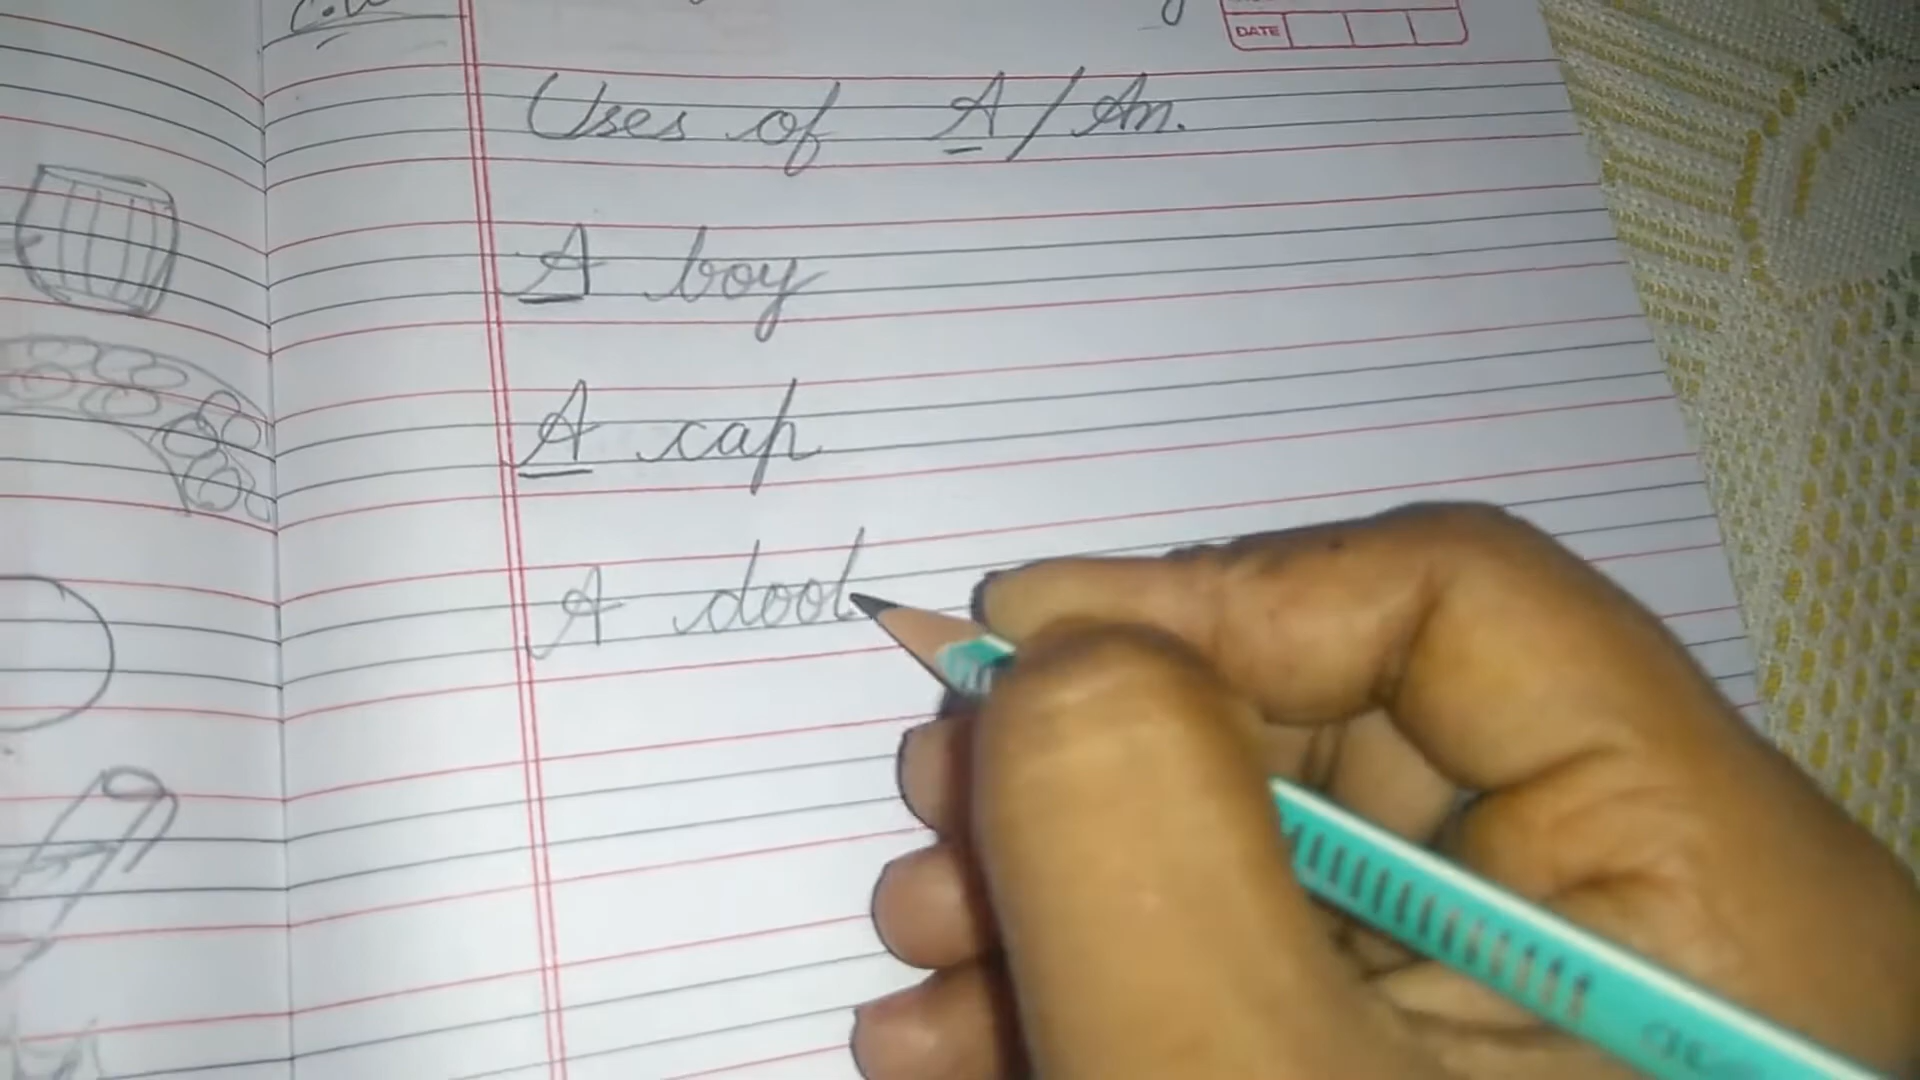 C.W
DATE
Uses of A/An.
A boy
A cap
A dool